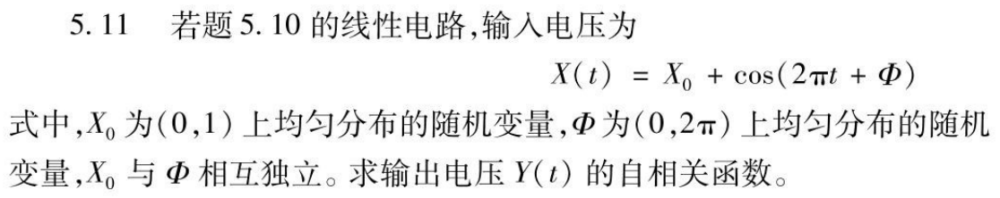 5.11 若题 5.10 的线性电路,输入电压为
X(t) = X₀ + cos(2πt + Φ)
式中,X₀ 为(0,1) 上均匀分布的随机变量,Φ 为(0,2π) 上均匀分布的随机
变量,X₀ 与 Φ 相互独立。求输出电压 Y(t) 的自相关函数。